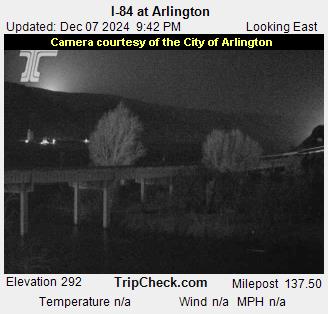 I-84 at Arlington
Updated: Dec 07 2024 9:42 PM Looking East
Camera courtesy of the City of Arlington
Elevation 292 TripCheck.com Milepost 137.50
Temperature n/a Wind n/a MPH n/a